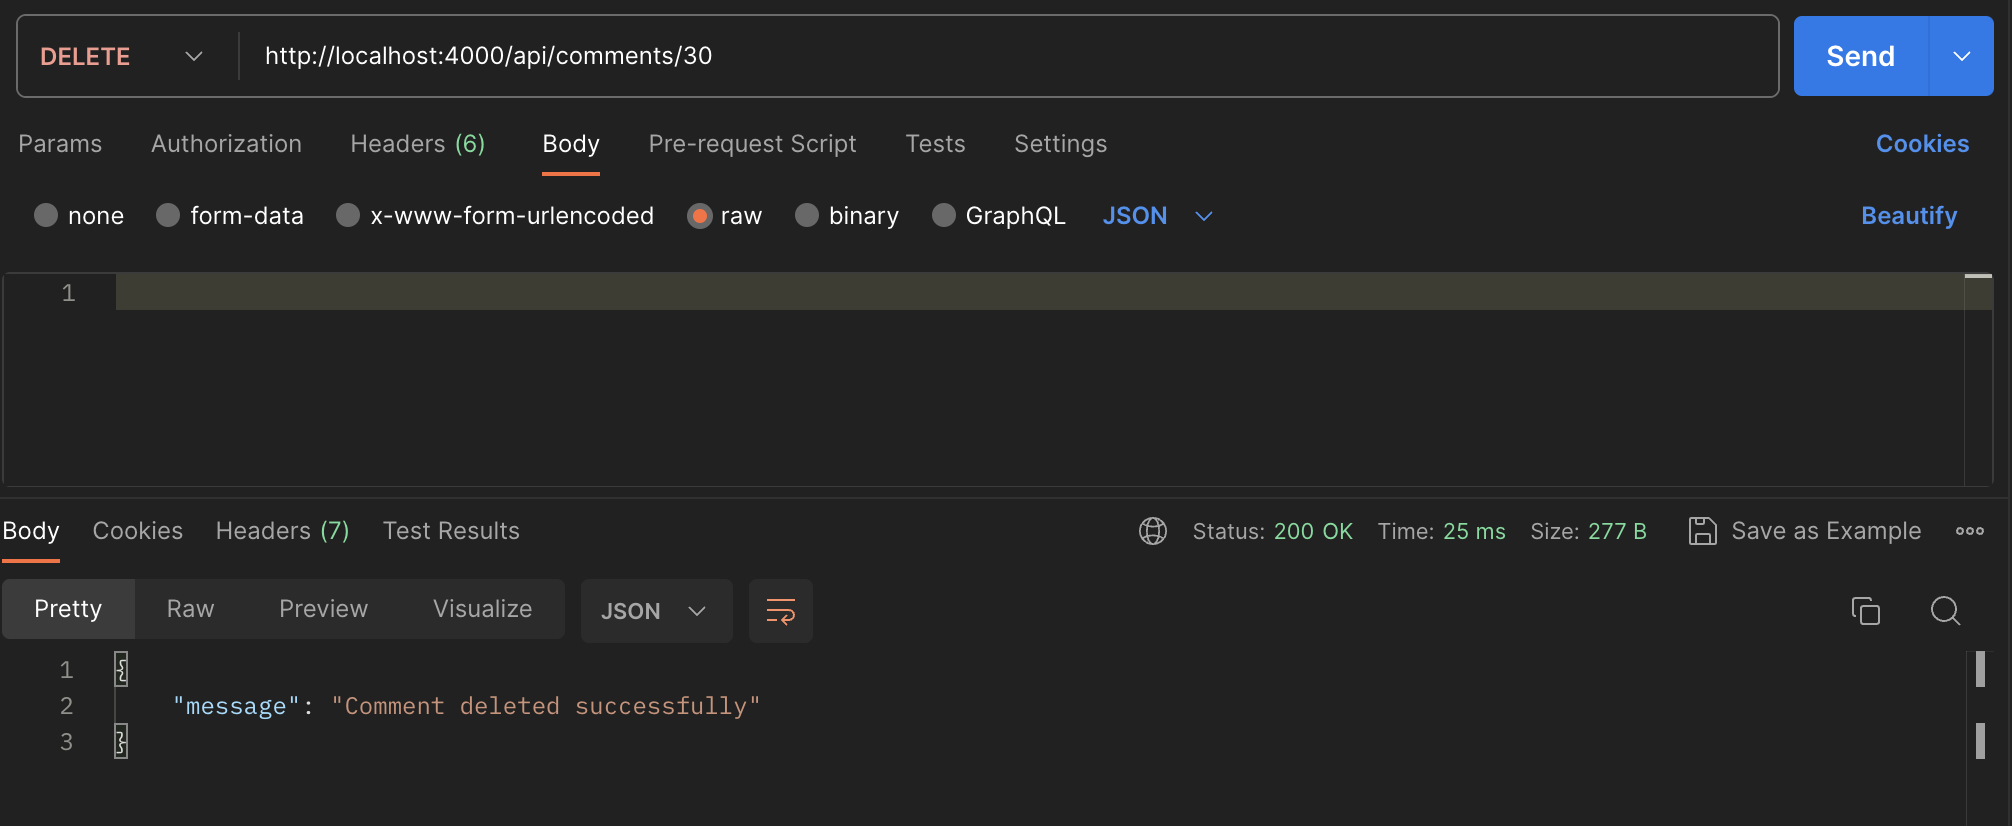 DELETE http://localhost:4000/api/comments/30 Send
Params Authorization Headers (6) Body Pre-request Script Tests Settings Cookies
none form-data x-www-form-urlencoded raw binary GraphQL JSON Beautify
1
Body Cookies Headers (7) Test Results Status: 200 OK Time: 25 ms Size: 277 B Save as Example
Pretty Raw Preview Visualize JSON
1 {
2 "message": "Comment deleted successfully"
3 }